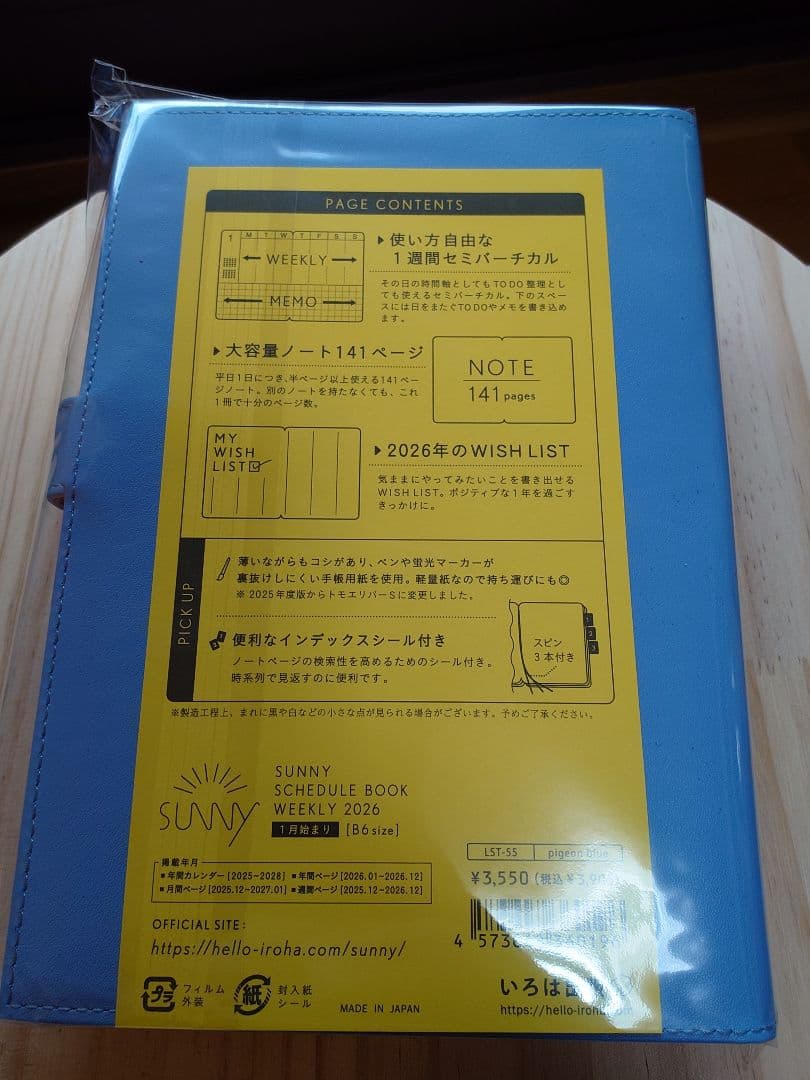 PAGE CONTENTS
1 M T W T F S S
WEEKLY
MEMO
使い方自由な
1週間セミバーチカル
その日の時間軸としてもTO DO整理とし
ても使えるセミバーチカル。下のスペー
スには日をまたぐTO DOやメモを書き込め
ます。
大容量ノート141ページ
平日1日につき、半ページ以上使える141ペー
ジノート。別のノートを持たなくても、これ
1冊で十分のページ数。
NOTE
141 pages
MY
WISH
LIST
2026年のWISH LIST
気ままにやってみたいことを書き出せる
WISH LIST。ポジティブな1年を過ごす
きっかけに。
PICK UP
薄いながらもコシがあり、ペンや蛍光マーカーが
裏抜けしにくい手帳用紙を使用。軽量紙なので持ち運びにも◎
※2025年度版からトモエリバーSに変更しました。
便利なインデックスシール付き
ノートページの検索性を高めるためのシール付き。
時系列で見返すのに便利です。
スピン
3本付き
1
2
3
※製造工程上、まれに黒や白などの小さな点が見られる場合がございます。予めご了承ください。
SUNNY
SUNNY
SCHEDULE BOOK
WEEKLY 2026
1月始まり [B6 size]
掲載年月
■年間カレンダー[2025~2028] ■年間ページ[2026.01~2026.12]
■月間ページ[2025.12~2027.01] ■週間ページ[2025.12~2026.12]
LST-55 pigeon blue
¥3,550 (税込
OFFICIAL SITE:
https://hello-iroha.com/sunny/
プラ フィルム
外装
紙 封入紙
シール
MADE IN JAPAN
いろは
https://hello-iroha.com